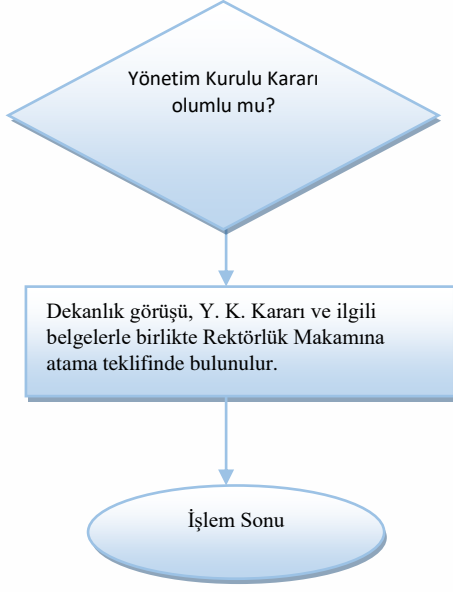 Yönetim Kurulu Kararı
olumlu mu?
Dekanlık görüşü, Y. K. Kararı ve ilgili
belgelerle birlikte Rektörlük Makamına
atama teklifinde bulunulur.
İşlem Sonu